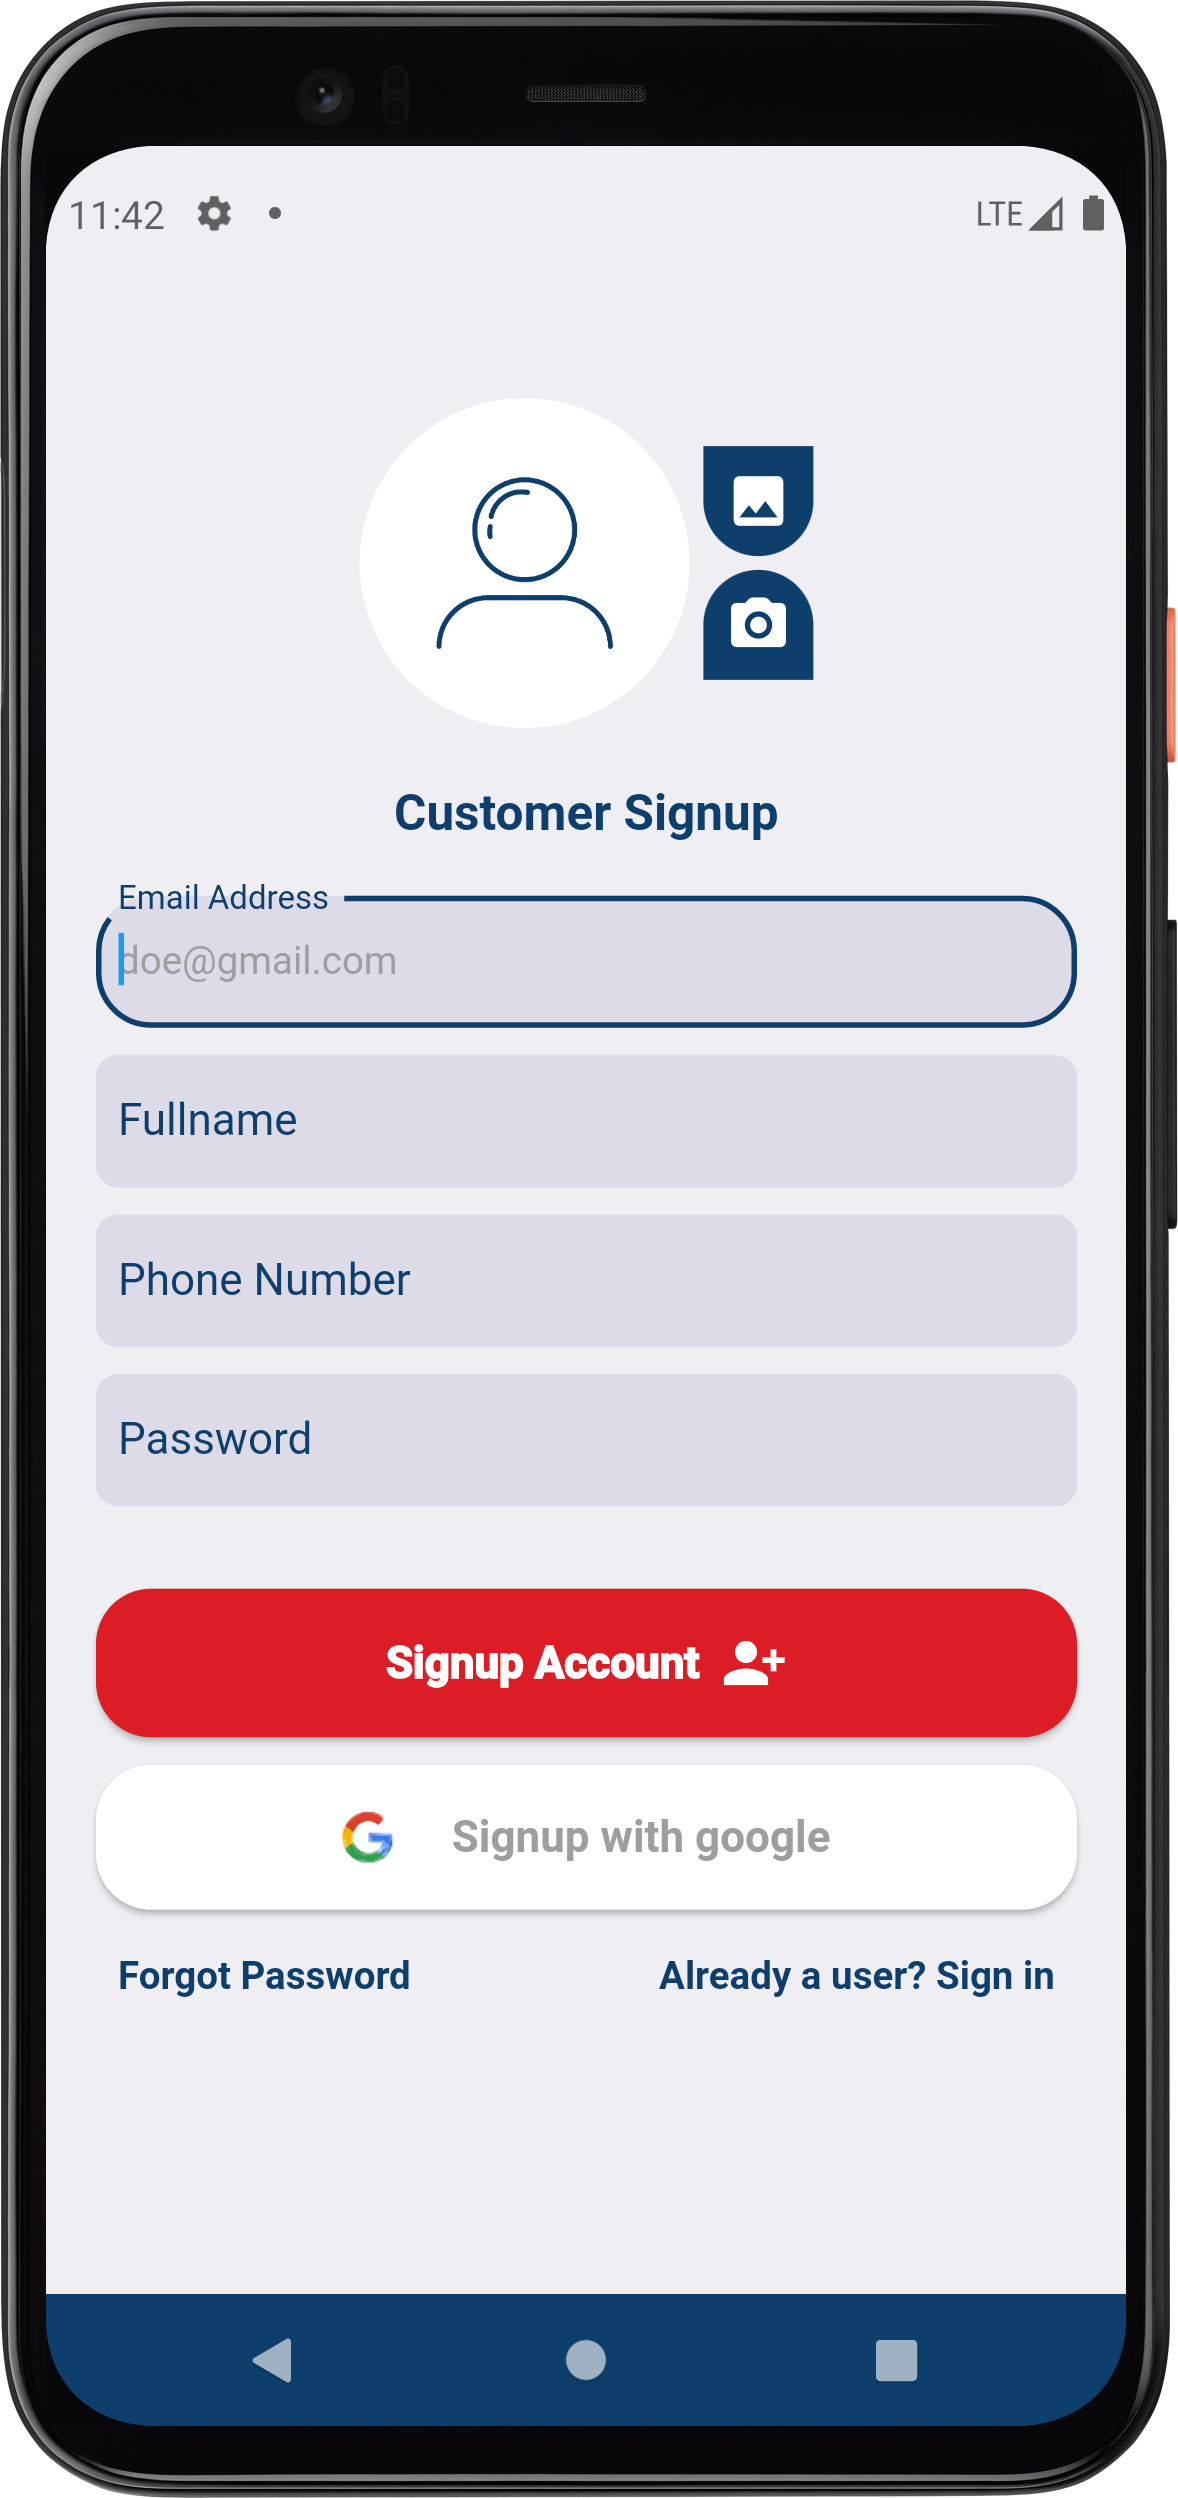 11:42
LTE
Customer Signup
Email Address
doe@gmail.com
Fullname
Phone Number
Password
Signup Account
Signup with google
Forgot Password
Already a user? Sign in